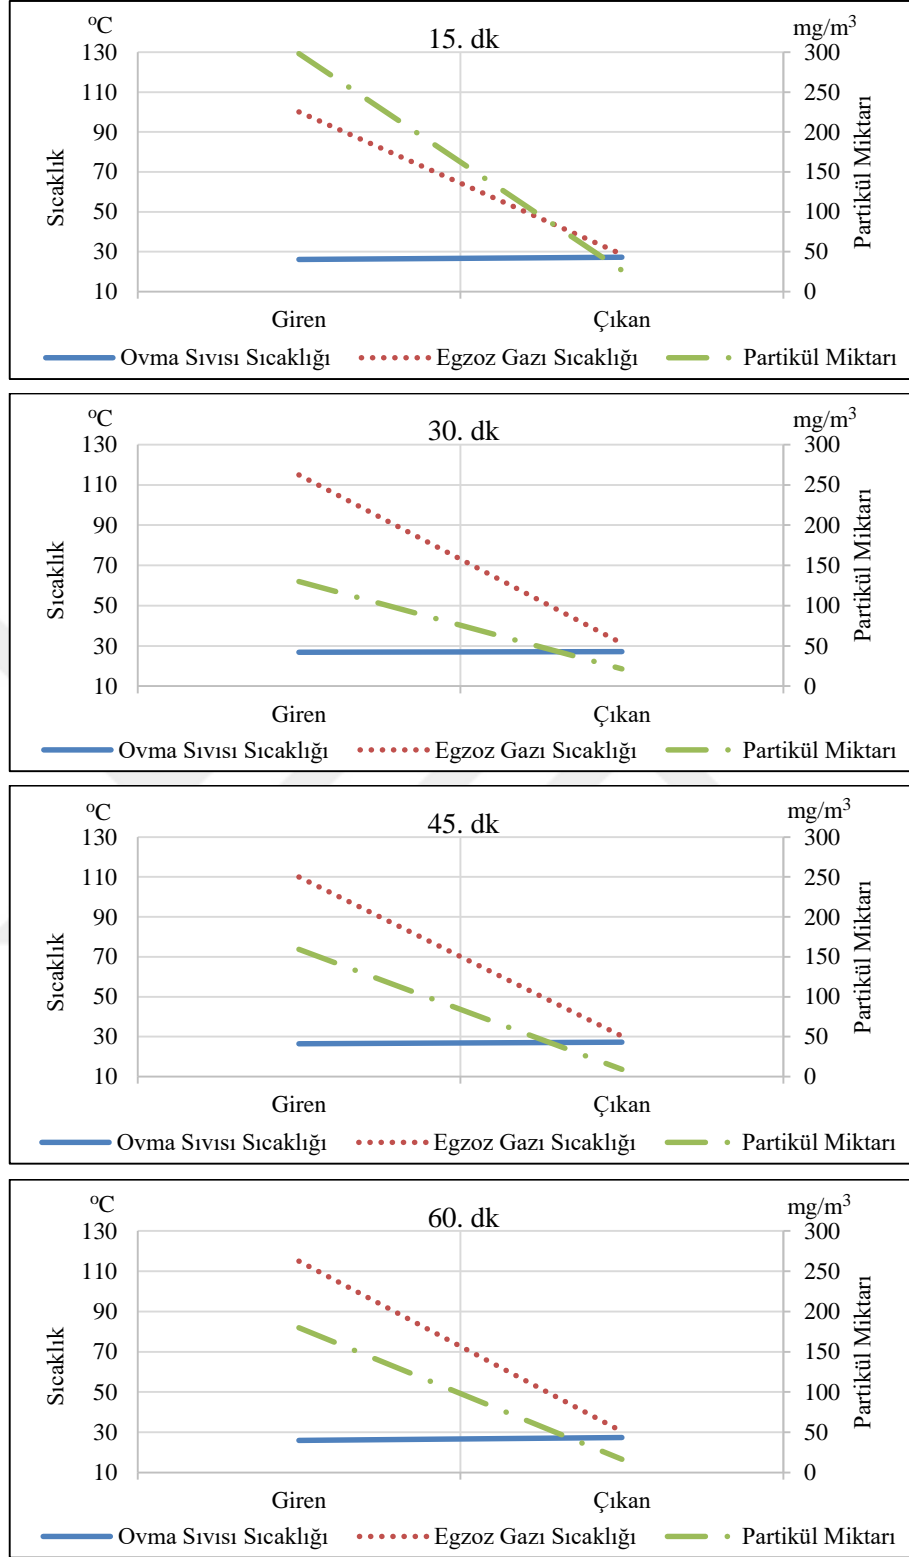 15. dk
°C
mg/m³
130
110
90
70
50
30
10
300
250
200
150
100
50
0
Sıcaklık
Partikül Miktarı
Giren Çıkan
Ovma Sıvısı Sıcaklığı Egzoz Gazı Sıcaklığı Partikül Miktarı
30. dk
°C
mg/m³
130
110
90
70
50
30
10
300
250
200
150
100
50
0
Sıcaklık
Partikül Miktarı
Giren Çıkan
Ovma Sıvısı Sıcaklığı Egzoz Gazı Sıcaklığı Partikül Miktarı
45. dk
°C
mg/m³
130
110
90
70
50
30
10
300
250
200
150
100
50
0
Sıcaklık
Partikül Miktarı
Giren Çıkan
Ovma Sıvısı Sıcaklığı Egzoz Gazı Sıcaklığı Partikül Miktarı
60. dk
°C
mg/m³
130
110
90
70
50
30
10
300
250
200
150
100
50
0
Sıcaklık
Partikül Miktarı
Giren Çıkan
Ovma Sıvısı Sıcaklığı Egzoz Gazı Sıcaklığı Partikül Miktarı